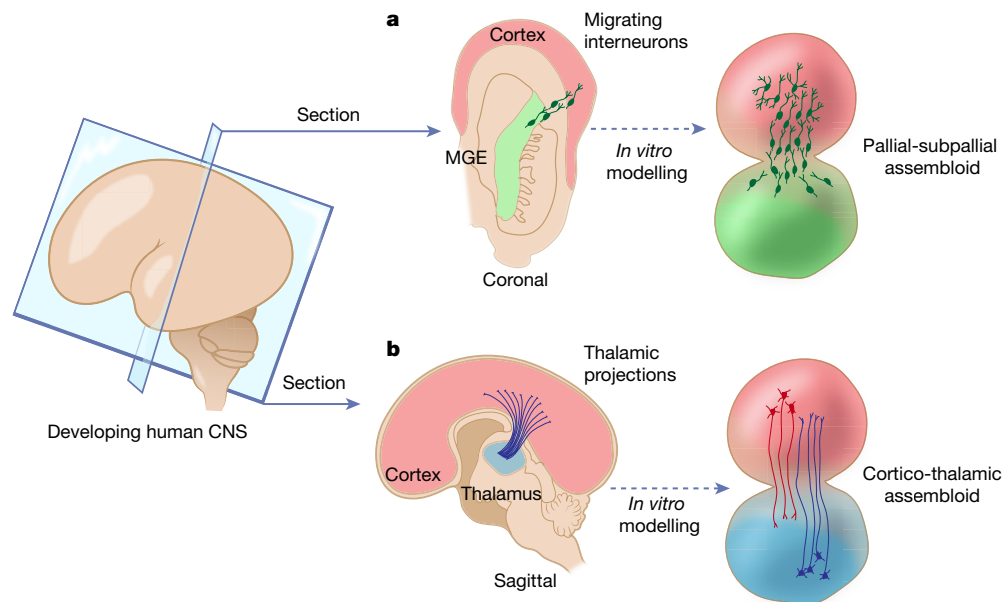 a
Cortex
Migrating
interneurons
Section
MGE
In vitro
modelling
Pallial-subpallial
assembloid
Coronal
b
Thalamic
projections
Section
Developing human CNS
Cortex
Thalamus
In vitro
modelling
Cortico-thalamic
assembloid
Sagittal